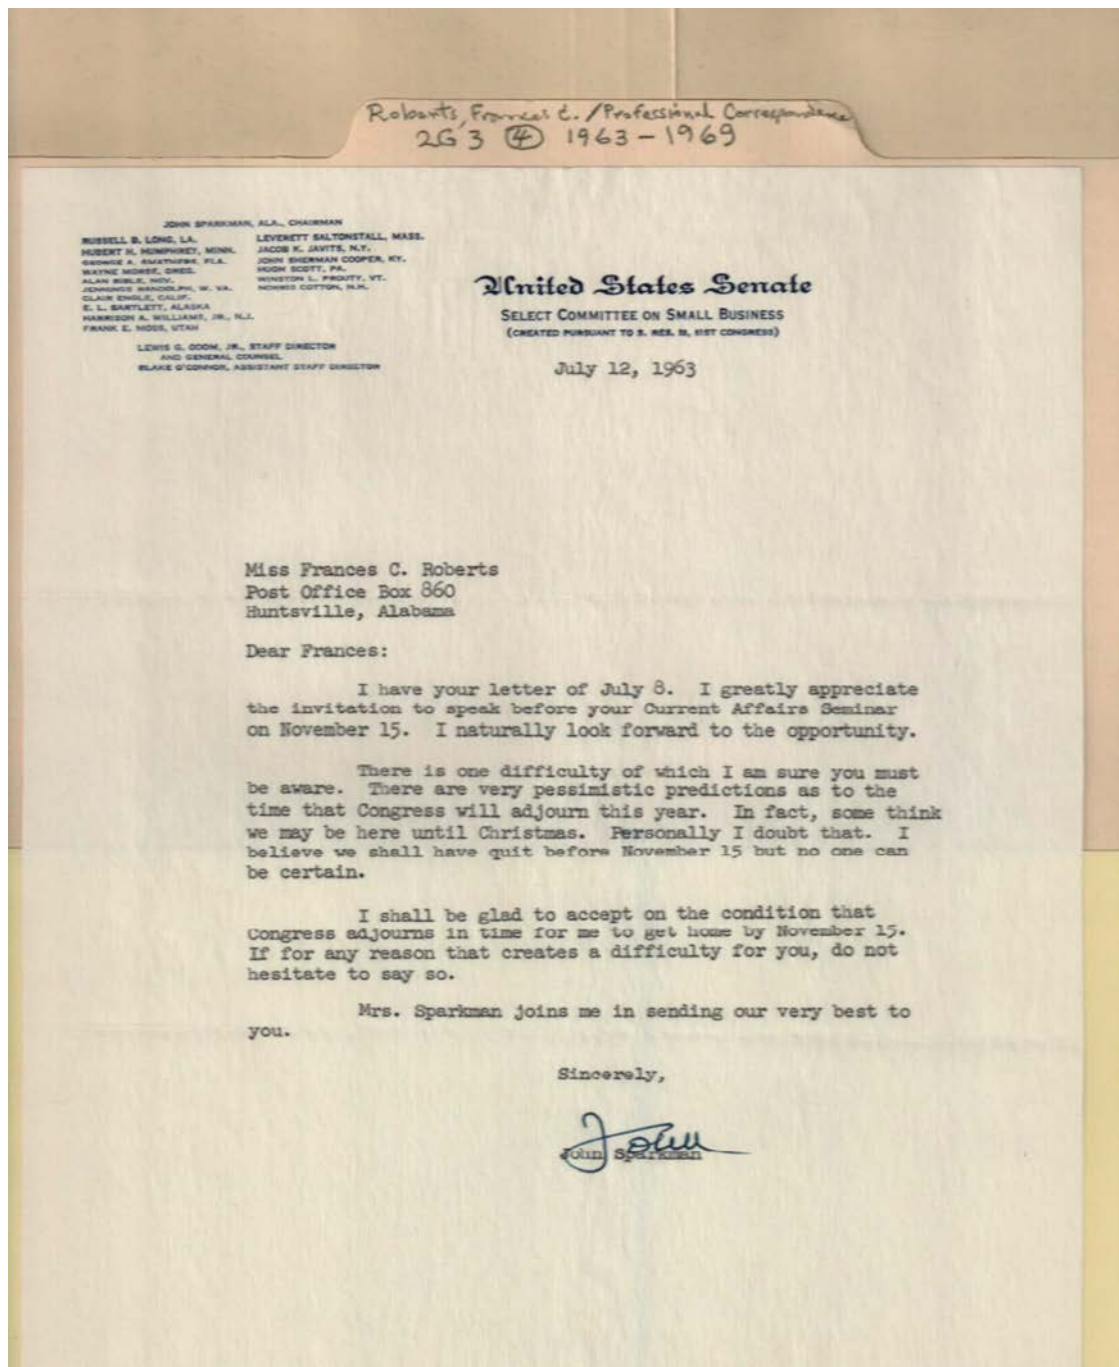 Roberts, Frances C. / Professional Correspondence
2G3 ④ 1963-1969
JOHN SPARKMAN, ALA., CHAIRMAN
RUSSELL B. LONG, LA.
HUBERT H. HUMPHREY, MINN.
GEORGE A. SMATHERS, FLA.
WAYNE MORSE, OREG.
ALAN BIBLE, NEV.
JENNINGS RANDOLPH, W. VA.
CLAIR ENGLE, CALIF.
E. L. BARTLETT, ALASKA
HARRISON A. WILLIAMS, JR., N.J.
FRANK E. MOSS, UTAH
LEVERETT SALTONSTALL, MASS.
JACOB K. JAVITS, N.Y.
JOHN SHERMAN COOPER, KY.
HUGH SCOTT, PA.
WINSTON L. PROUTY, VT.
NORRIS COTTON, N.H.
LEWIS G. ODOM, JR., STAFF DIRECTOR
AND GENERAL COUNSEL
BLAKE O'CONNOR, ASSISTANT STAFF DIRECTOR
United States Senate
SELECT COMMITTEE ON SMALL BUSINESS
(CREATED PURSUANT TO S. RES. 58, 81ST CONGRESS)
July 12, 1963
Miss Frances C. Roberts
Post Office Box 860
Huntsville, Alabama
Dear Frances:
I have your letter of July 8. I greatly appreciate
the invitation to speak before your Current Affairs Seminar
on November 15. I naturally look forward to the opportunity.
There is one difficulty of which I am sure you must
be aware. There are very pessimistic predictions as to the
time that Congress will adjourn this year. In fact, some think
we may be here until Christmas. Personally I doubt that. I
believe we shall have quit before November 15 but no one can
be certain.
I shall be glad to accept on the condition that
Congress adjourns in time for me to get home by November 15.
If for any reason that creates a difficulty for you, do not
hesitate to say so.
Mrs. Sparkman joins me in sending our very best to
you.
Sincerely,
John
John Sparkman